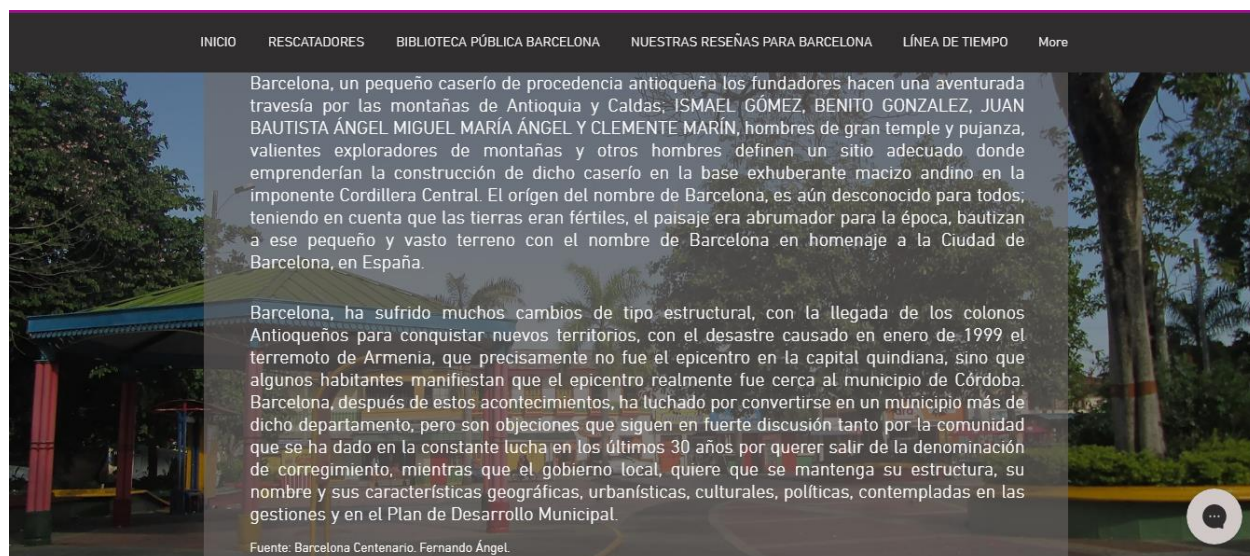 INICIO RESCATADORES BIBLIOTECA PÚBLICA BARCELONA NUESTRAS RESEÑAS PARA BARCELONA LÍNEA DE TIEMPO More
Barcelona, un pequeño caserío de procedencia antioqueña los fundadores hacen una aventurada
travesía por las montañas de Antioquia y Caldas; ISMAEL GÓMEZ, BENITO GONZALEZ, JUAN
BAUTISTA ÁNGEL MIGUEL MARÍA ÁNGEL Y CLEMENTE MARÍN, hombres de gran temple y pujanza,
valientes exploradores de montañas y otros hombres definen un sitio adecuado donde
emprenderían la construcción de dicho caserío en la base exhuberante macizo andino en la
imponente Cordillera Central. El orígen del nombre de Barcelona, es aún desconocido para todos;
teniendo en cuenta que las tierras eran fértiles, el paisaje era abrumador para la época, bautizan
a ese pequeño y vasto terreno con el nombre de Barcelona en homenaje a la Ciudad de
Barcelona, en España.
Barcelona, ha sufrido muchos cambios de tipo estructural, con la llegada de los colonos
Antioqueños para conquistar nuevos territorios, con el desastre causado en enero de 1999 el
terremoto de Armenia, que precisamente no fue el epicentro en la capital quindiana, sino que
algunos habitantes manifiestan que el epicentro realmente fue cerca al municipio de Córdoba.
Barcelona, después de estos acontecimientos, ha luchado por convertirse en un municipio más de
dicho departamento, pero son objeciones que siguen en fuerte discusión tanto por la comunidad
que se ha dado en la constante lucha en los últimos 30 años por querer salir de la denominación
de corregimiento, mientras que el gobierno local, quiere que se mantenga su estructura, su
nombre y sus características geográficas, urbanísticas, culturales, políticas, contempladas en las
gestiones y en el Plan de Desarrollo Municipal.
Fuente: Barcelona Centenario. Fernando Ángel.